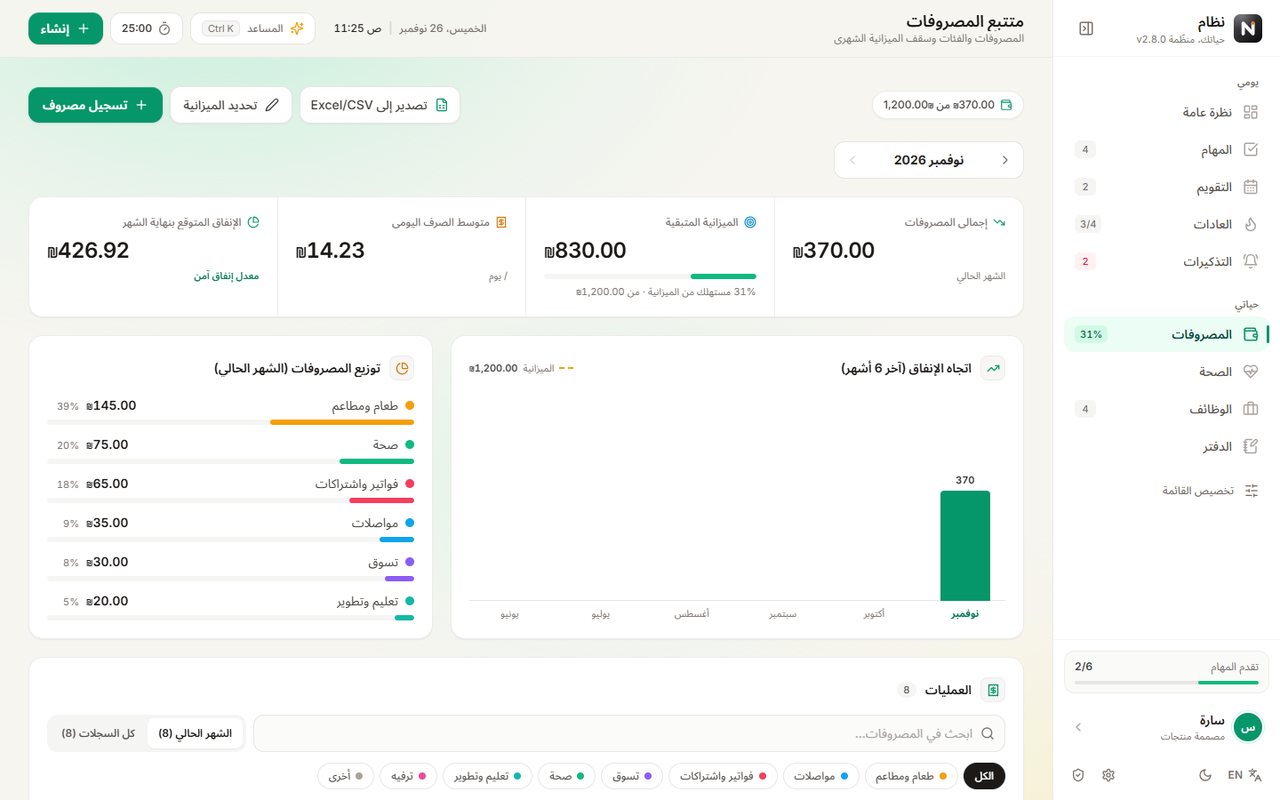 نظام
حياتك، منظّمة v2.8.0
يومي
نظرة عامة
المهام 4
التقويم 2
العادات 3/4
التذكيرات 2
حياتي
المصروفات 31%
الصحة
الوظائف 4
الدفتر
تخصيص القائمة
تقدم المهام 2/6
س
سارة
مصممة منتجات
EN
متتبع المصروفات
المصروفات والفئات وسقف الميزانية الشهري
الخميس، 26 نوفمبر | 11:25 ص
المساعد Ctrl K
25:00
إنشاء
₪370.00 من ₪1,200.00
تصدير إلى Excel/CSV
تحديد الميزانية
تسجيل مصروف
نوفمبر 2026
إجمالي المصروفات
₪370.00
الشهر الحالي
الميزانية المتبقية
₪830.00
31% مستهلك من الميزانية · من ₪1,200.00
متوسط الصرف اليومي
₪14.23
/ يوم
الإنفاق المتوقع بنهاية الشهر
₪426.92
معدل إنفاق آمن
اتجاه الإنفاق (آخر 6 أشهر)
الميزانية ₪1,200.00
370
نوفمبر أكتوبر سبتمبر أغسطس يوليو يونيو
توزيع المصروفات (الشهر الحالي)
طعام ومطاعم ₪145.00 39%
صحة ₪75.00 20%
فواتير واشتراكات ₪65.00 18%
مواصلات ₪35.00 9%
تسوق ₪30.00 8%
تعليم وتطوير ₪20.00 5%
العمليات 8
ابحث في المصروفات...
الشهر الحالي (8) كل السجلات (8)
الكل طعام ومطاعم مواصلات فواتير واشتراكات تسوق صحة تعليم وتطوير ترفيه أخرى